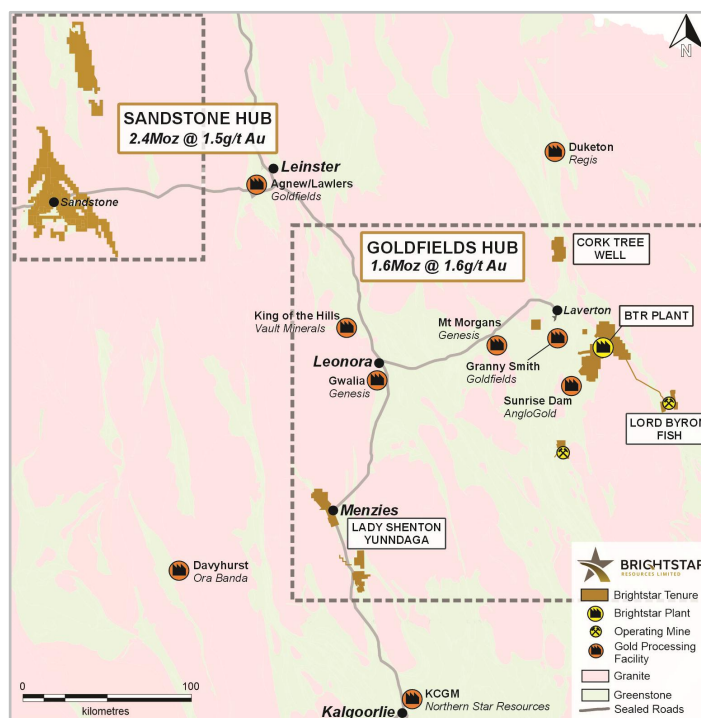 N
SANDSTONE HUB
2.4Moz @ 1.5g/t Au
Leinster
Agnew/Lawlers
Goldfields
Duketon
Regis
Sandstone
GOLDFIELDS HUB
1.6Moz @ 1.6g/t Au
CORK TREE
WELL
King of the Hills
Vault Minerals
Laverton
Mt Morgans
Genesis
BTR PLANT
Leonora
Granny Smith
Goldfields
Gwalia
Genesis
Sunrise Dam
AngloGold
LORD BYRON
FISH
Menzies
LADY SHENTON
YUNNDAGA
Davyhurst
Ora Banda
BRIGHTSTAR
RESOURCES LIMITED
Brightstar Tenure
Brightstar Plant
Operating Mine
Gold Processing
Facility
Granite
Greenstone
Sealed Roads
0 100
kilometres
KCGM
Northern Star Resources
Kalgoorlie